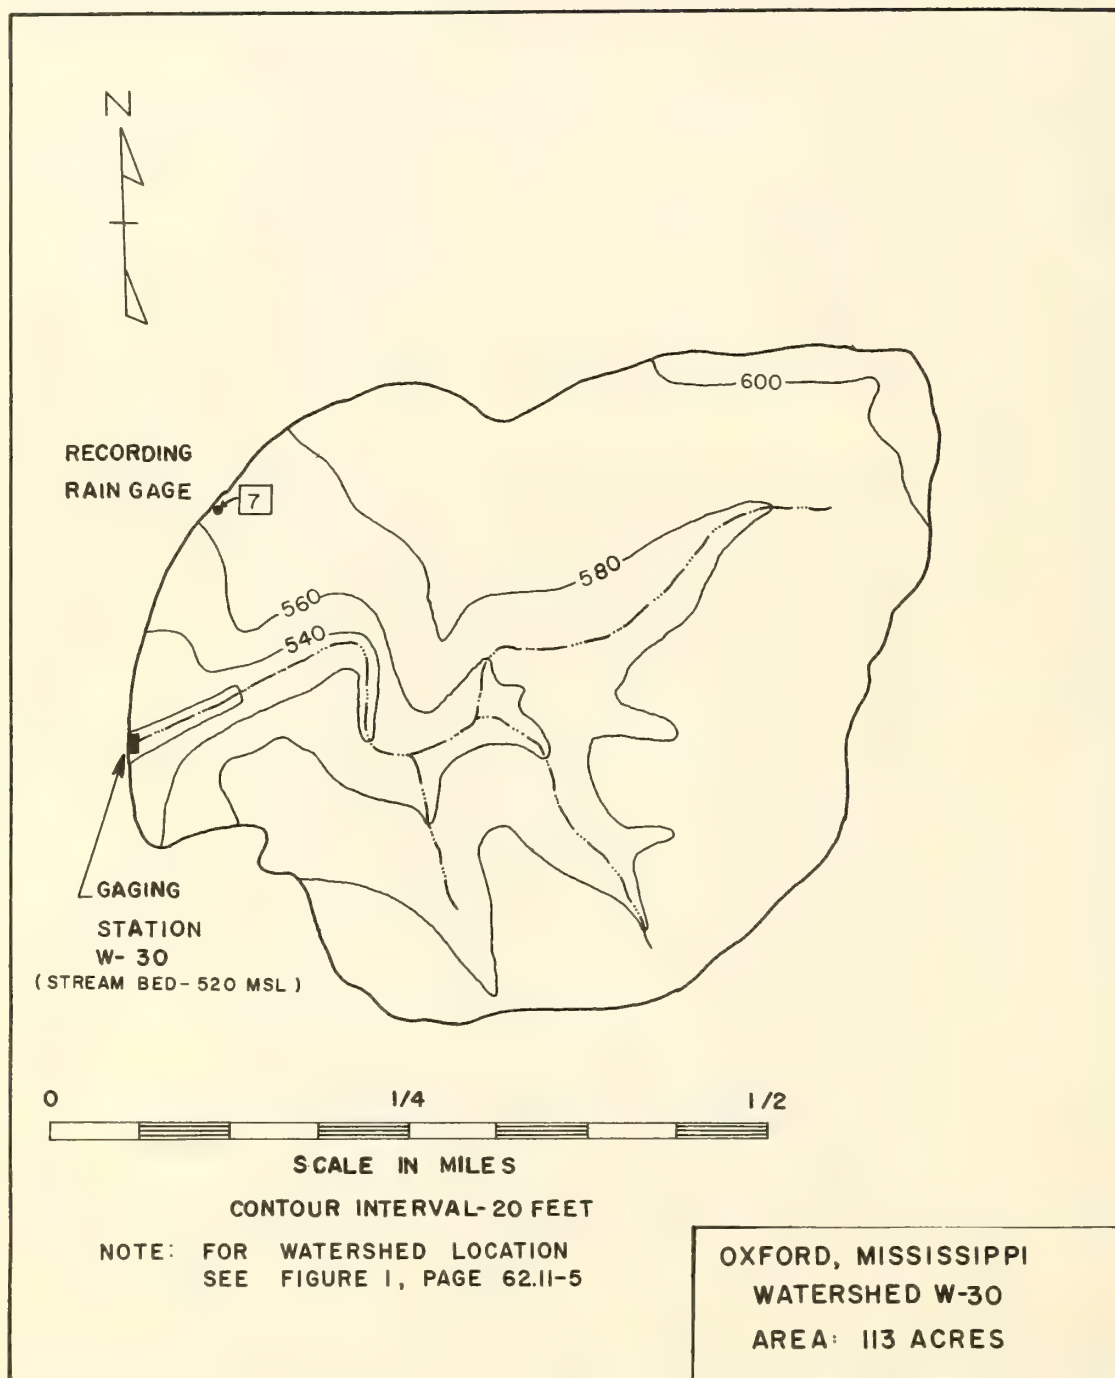 N
600
RECORDING
RAIN GAGE
7
580
560
540
GAGING
STATION
W-30
(STREAM BED-520 MSL)
0 1/4 1/2
SCALE IN MILES
CONTOUR INTERVAL-20 FEET
NOTE: FOR WATERSHED LOCATION
SEE FIGURE 1, PAGE 62.11-5
OXFORD, MISSISSIPPI
WATERSHED W-30
AREA: 113 ACRES